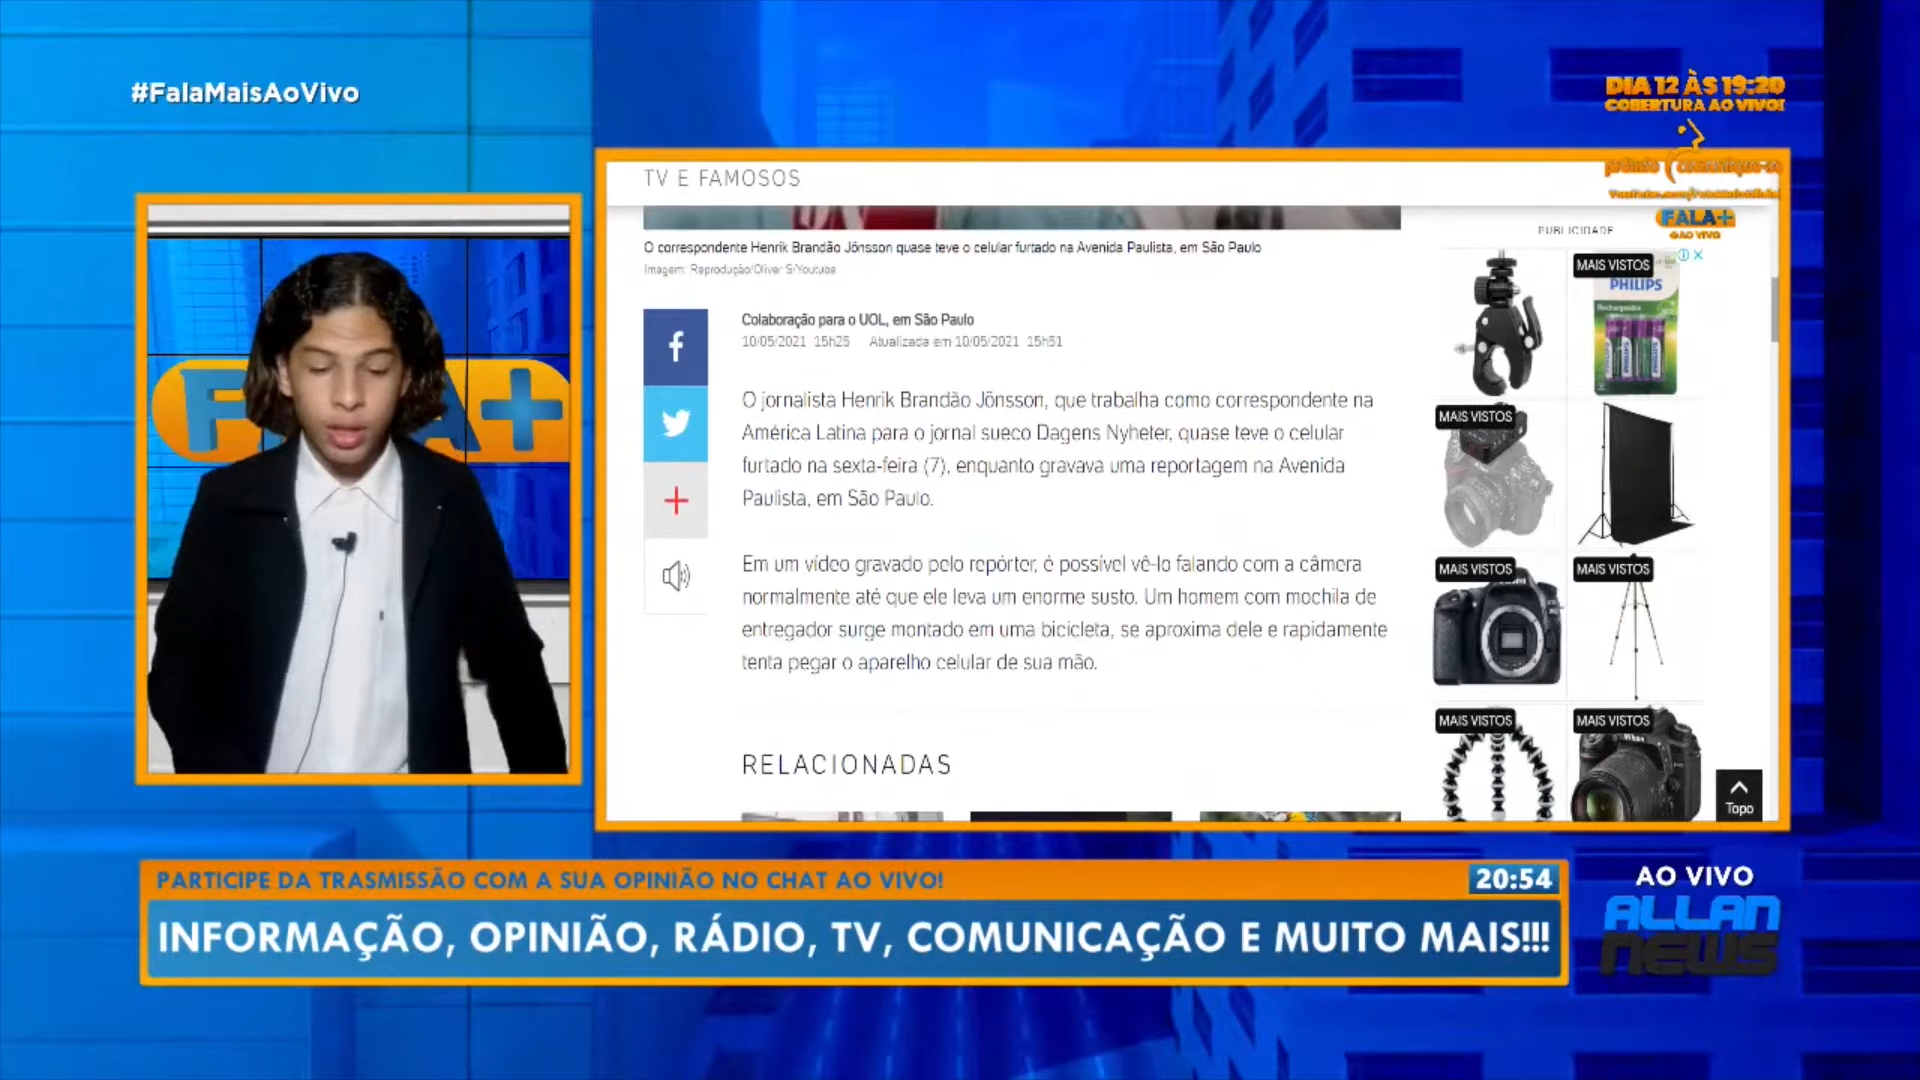 #FalaMaisAoVivo
DIA 12 ÀS 19:20
COBERTURA AO VIVO!
prêmio comunique-se
FALA+
AO VIVO
TV E FAMOSOS
O correspondente Henrik Brandão Jönsson quase teve o celular furtado na Avenida Paulista, em São Paulo
Imagem: Reprodução/Oliver S/Youtube
PUBLICIDADE
Colaboração para o UOL, em São Paulo
10/05/2021 15h25 Atualizada em 10/05/2021 15h51
O jornalista Henrik Brandão Jönsson, que trabalha como correspondente na
América Latina para o jornal sueco Dagens Nyheter, quase teve o celular
furtado na sexta-feira (7), enquanto gravava uma reportagem na Avenida
Paulista, em São Paulo.
Em um vídeo gravado pelo repórter, é possível vê-lo falando com a câmera
normalmente até que ele leva um enorme susto. Um homem com mochila de
entregador surge montado em uma bicicleta, se aproxima dele e rapidamente
tenta pegar o aparelho celular de sua mão.
RELACIONADAS
MAIS VISTOS
PHILIPS
Rechargeable
MAIS VISTOS
MAIS VISTOS
MAIS VISTOS
MAIS VISTOS
MAIS VISTOS
Nikon
Topo
FALA+
PARTICIPE DA TRASMISSÃO COM A SUA OPINIÃO NO CHAT AO VIVO!
20:54
INFORMAÇÃO, OPINIÃO, RÁDIO, TV, COMUNICAÇÃO E MUITO MAIS!!!
AO VIVO
ALLAN
NEWS